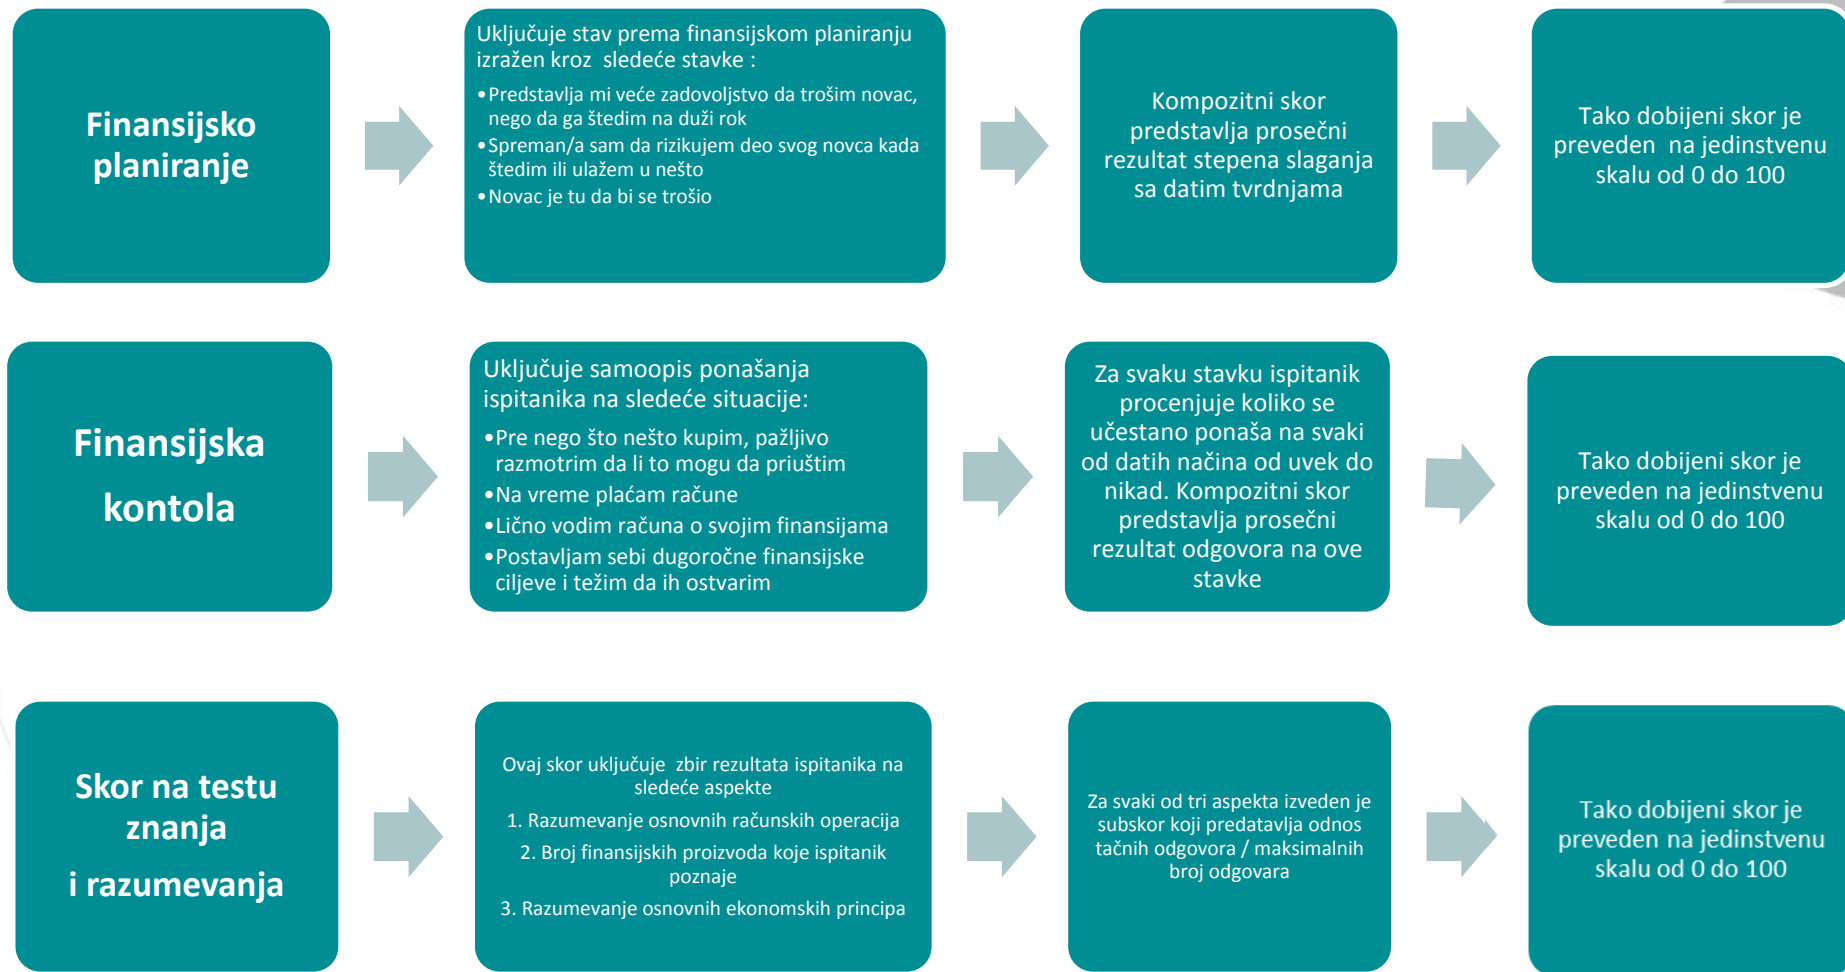 Finansijsko
planiranje
Uključuje stav prema finansijskom planiranju
izražen kroz sledeće stavke :
•Predstavlja mi veće zadovoljstvo da trošim novac,
nego da ga štedim na duži rok
•Spreman/a sam da rizikujem deo svog novca kada
štedim ili ulažem u nešto
•Novac je tu da bi se trošio
Kompozitni skor
predstavlja prosečni
rezultat stepena slaganja
sa datim tvrdnjama
Tako dobijeni skor je
preveden na jedinstvenu
skalu od 0 do 100
Finansijska
kontola
Uključuje samoopis ponašanja
ispitanika na sledeće situacije:
•Pre nego što nešto kupim, pažljivo
razmotrim da li to mogu da priuštim
•Na vreme plaćam račune
•Lično vodim računa o svojim finansijama
•Postavljam sebi dugoročne finansijske
ciljeve i težim da ih ostvarim
Za svaku stavku ispitanik
procenjuje koliko se
učestano ponaša na svaki
od datih načina od uvek do
nikad. Kompozitni skor
predstavlja prosečni
rezultat odgovora na ove
stavke
Tako dobijeni skor je
preveden na jedinstvenu
skalu od 0 do 100
Skor na testu
znanja
i razumevanja
Ovaj skor uključuje zbir rezultata ispitanika na
sledeće aspekte
1. Razumevanje osnovnih računskih operacija
2. Broj finansijskih proizvoda koje ispitanik
poznaje
3. Razumevanje osnovnih ekonomskih principa
Za svaki od tri aspekta izveden je
subskor koji predatavlja odnos
tačnih odgovora / maksimalnih
broj odgovara
Tako dobijeni skor je
preveden na jedinstvenu
skalu od 0 do 100